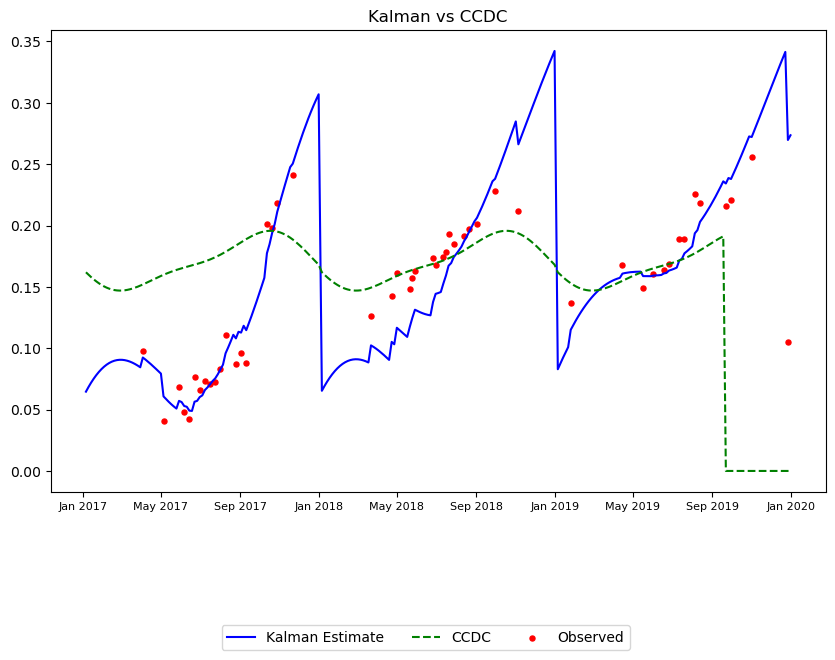 Kalman vs CCDC
0.35
0.30
0.25
0.20
0.15
0.10
0.05
0.00
Jan 2017 May 2017 Sep 2017 Jan 2018 May 2018 Sep 2018 Jan 2019 May 2019 Sep 2019 Jan 2020
Kalman Estimate CCDC Observed